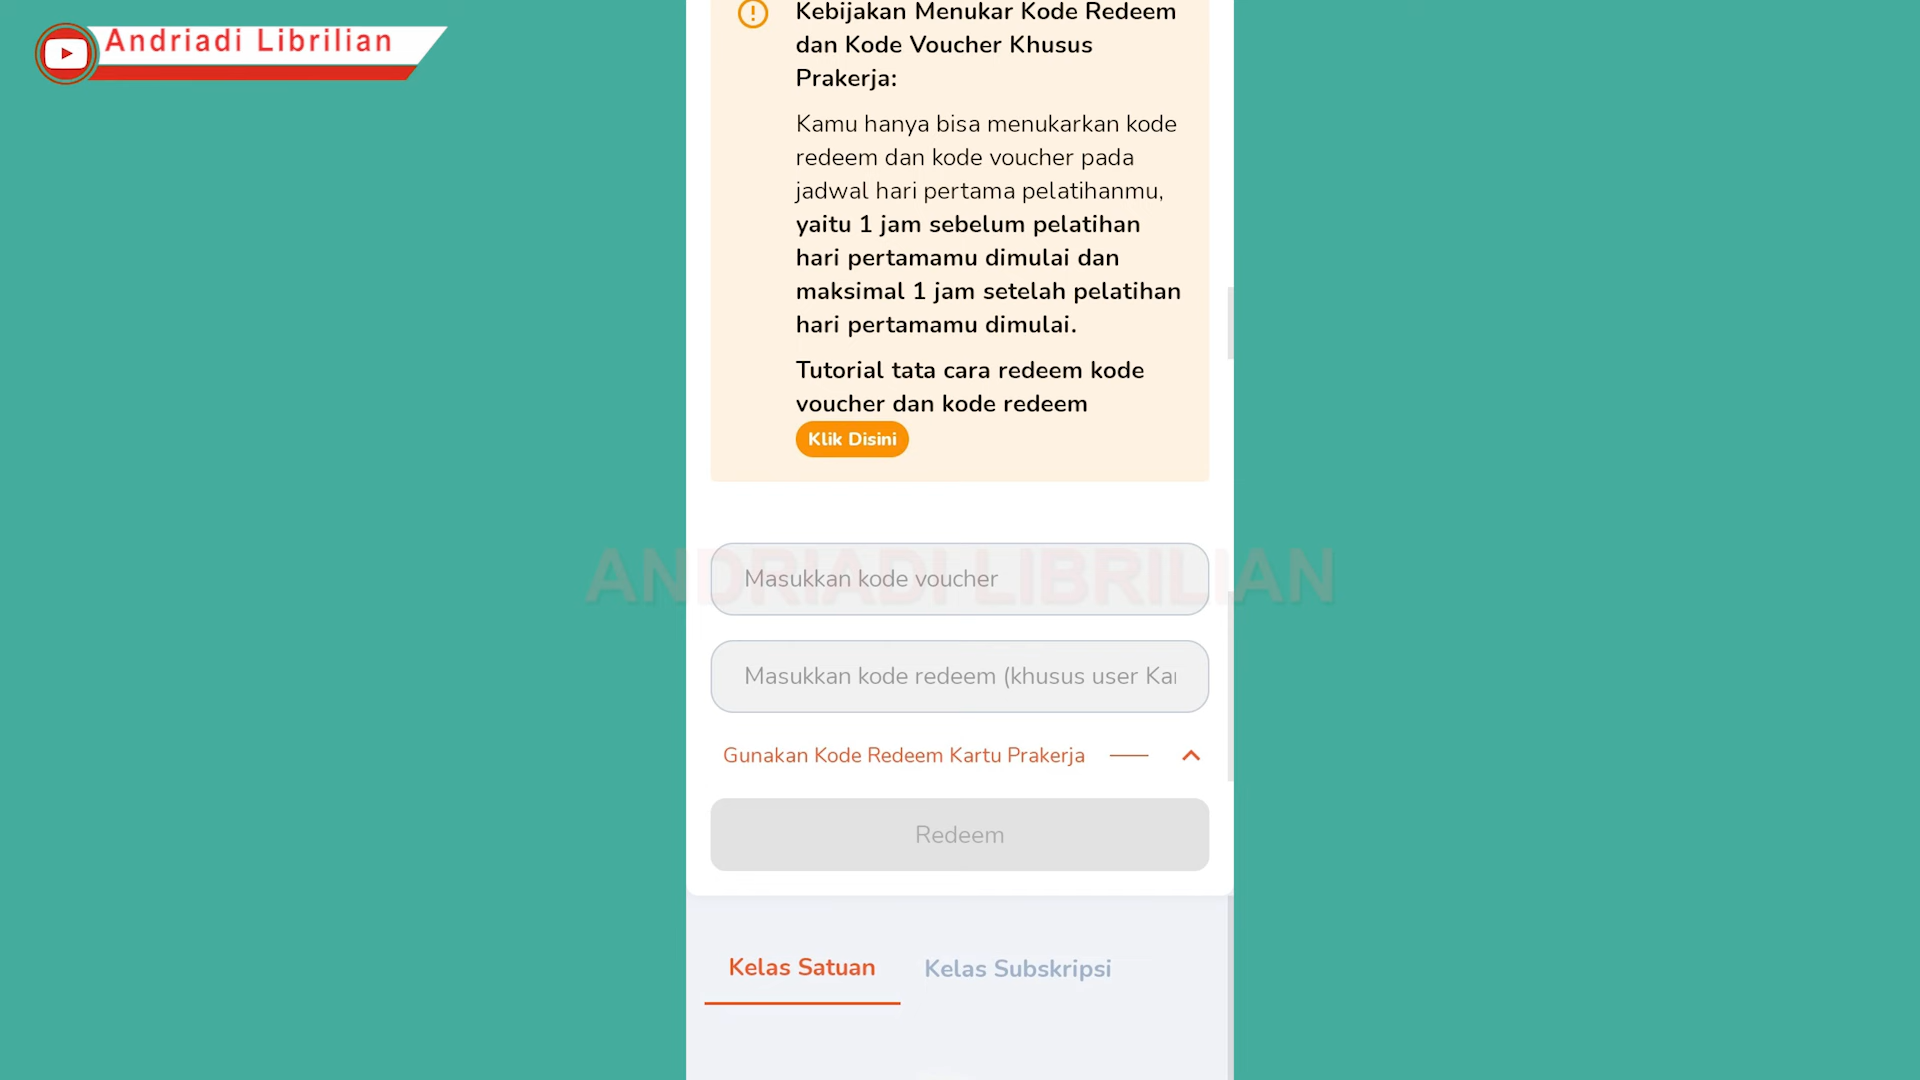 Andriadi Librilian
Kebijakan Menukar Kode Redeem
dan Kode Voucher Khusus
Prakerja:
Kamu hanya bisa menukarkan kode
redeem dan kode voucher pada
jadwal hari pertama pelatihanmu,
yaitu 1 jam sebelum pelatihan
hari pertamamu dimulai dan
maksimal 1 jam setelah pelatihan
hari pertamamu dimulai.
Tutorial tata cara redeem kode
voucher dan kode redeem
Klik Disini
ANDRIADI LIBRILIAN
Masukkan kode voucher
Masukkan kode redeem (khusus user Kar
Gunakan Kode Redeem Kartu Prakerja
Redeem
Kelas Satuan
Kelas Subskripsi